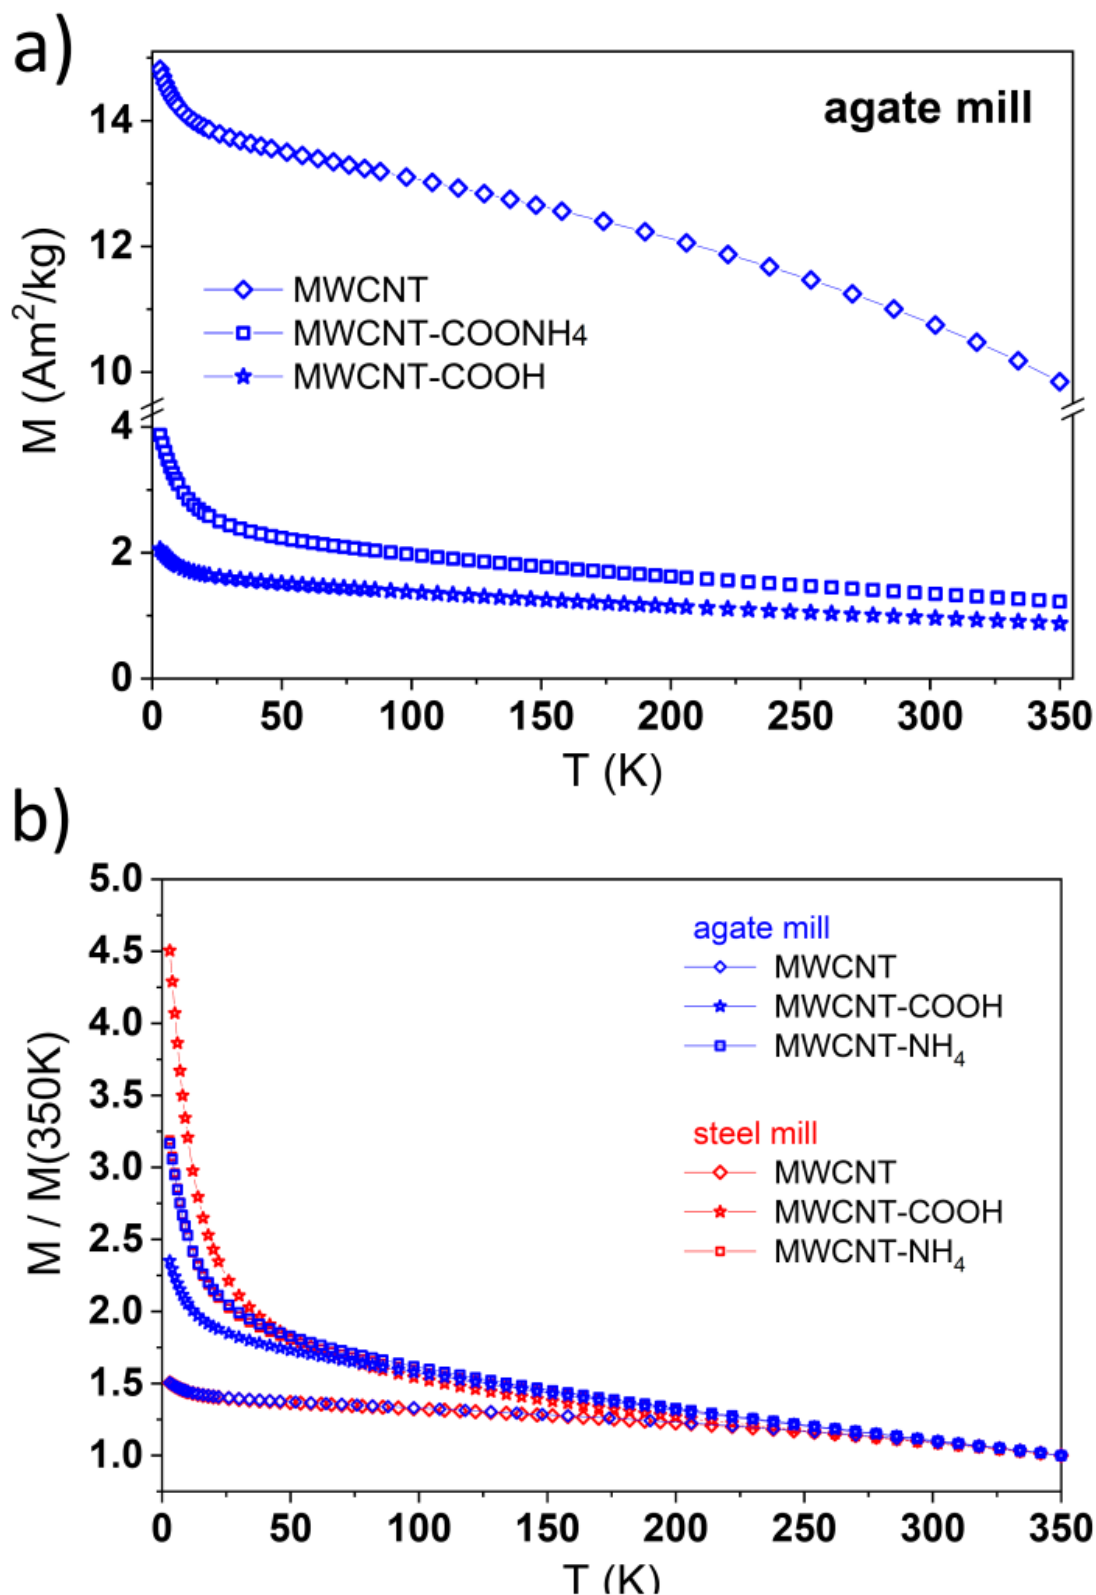 a)
agate mill
14
12
10
4
2
0
M (Am²/kg)
MWCNT
MWCNT-COONH4
MWCNT-COOH
0 50 100 150 200 250 300 350
T (K)
b)
5.0
4.5
4.0
3.5
3.0
2.5
2.0
1.5
1.0
M / M(350K)
agate mill
MWCNT
MWCNT-COOH
MWCNT-NH₄
steel mill
MWCNT
MWCNT-COOH
MWCNT-NH₄
0 50 100 150 200 250 300 350
T (K)